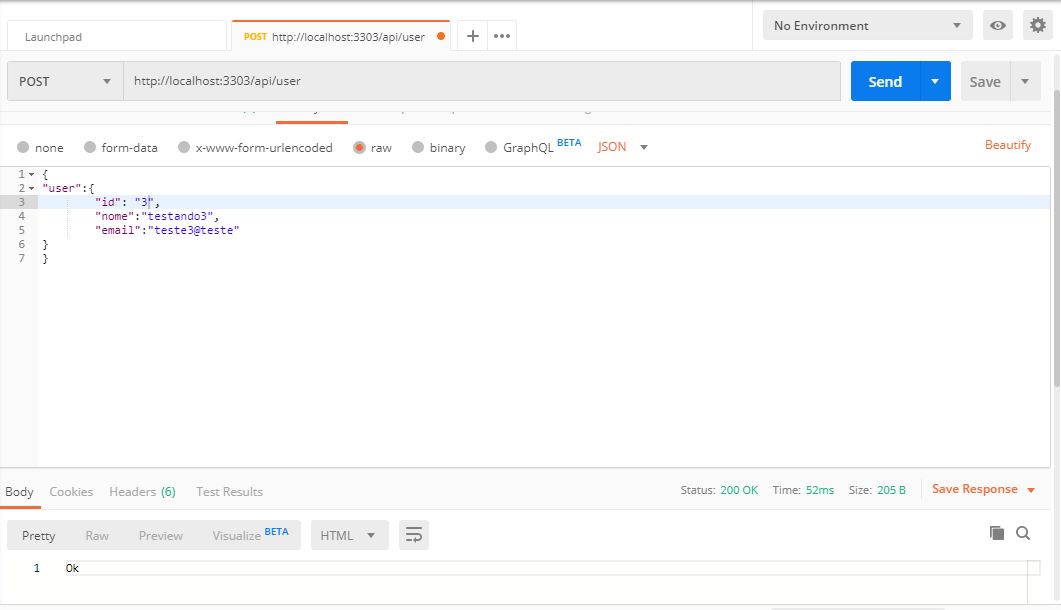 Launchpad
POST http://localhost:3303/api/user
No Environment
POST http://localhost:3303/api/user
Send
Save
none form-data x-www-form-urlencoded raw binary GraphQL BETA JSON
Beautify
1 {
2 "user":{
3 "id": "3",
4 "nome":"testando3",
5 "email":"teste3@teste"
6 }
7 }
Body Cookies Headers (6) Test Results
Status: 200 OK Time: 52ms Size: 205 B Save Response
Pretty Raw Preview Visualize BETA HTML
1 Ok